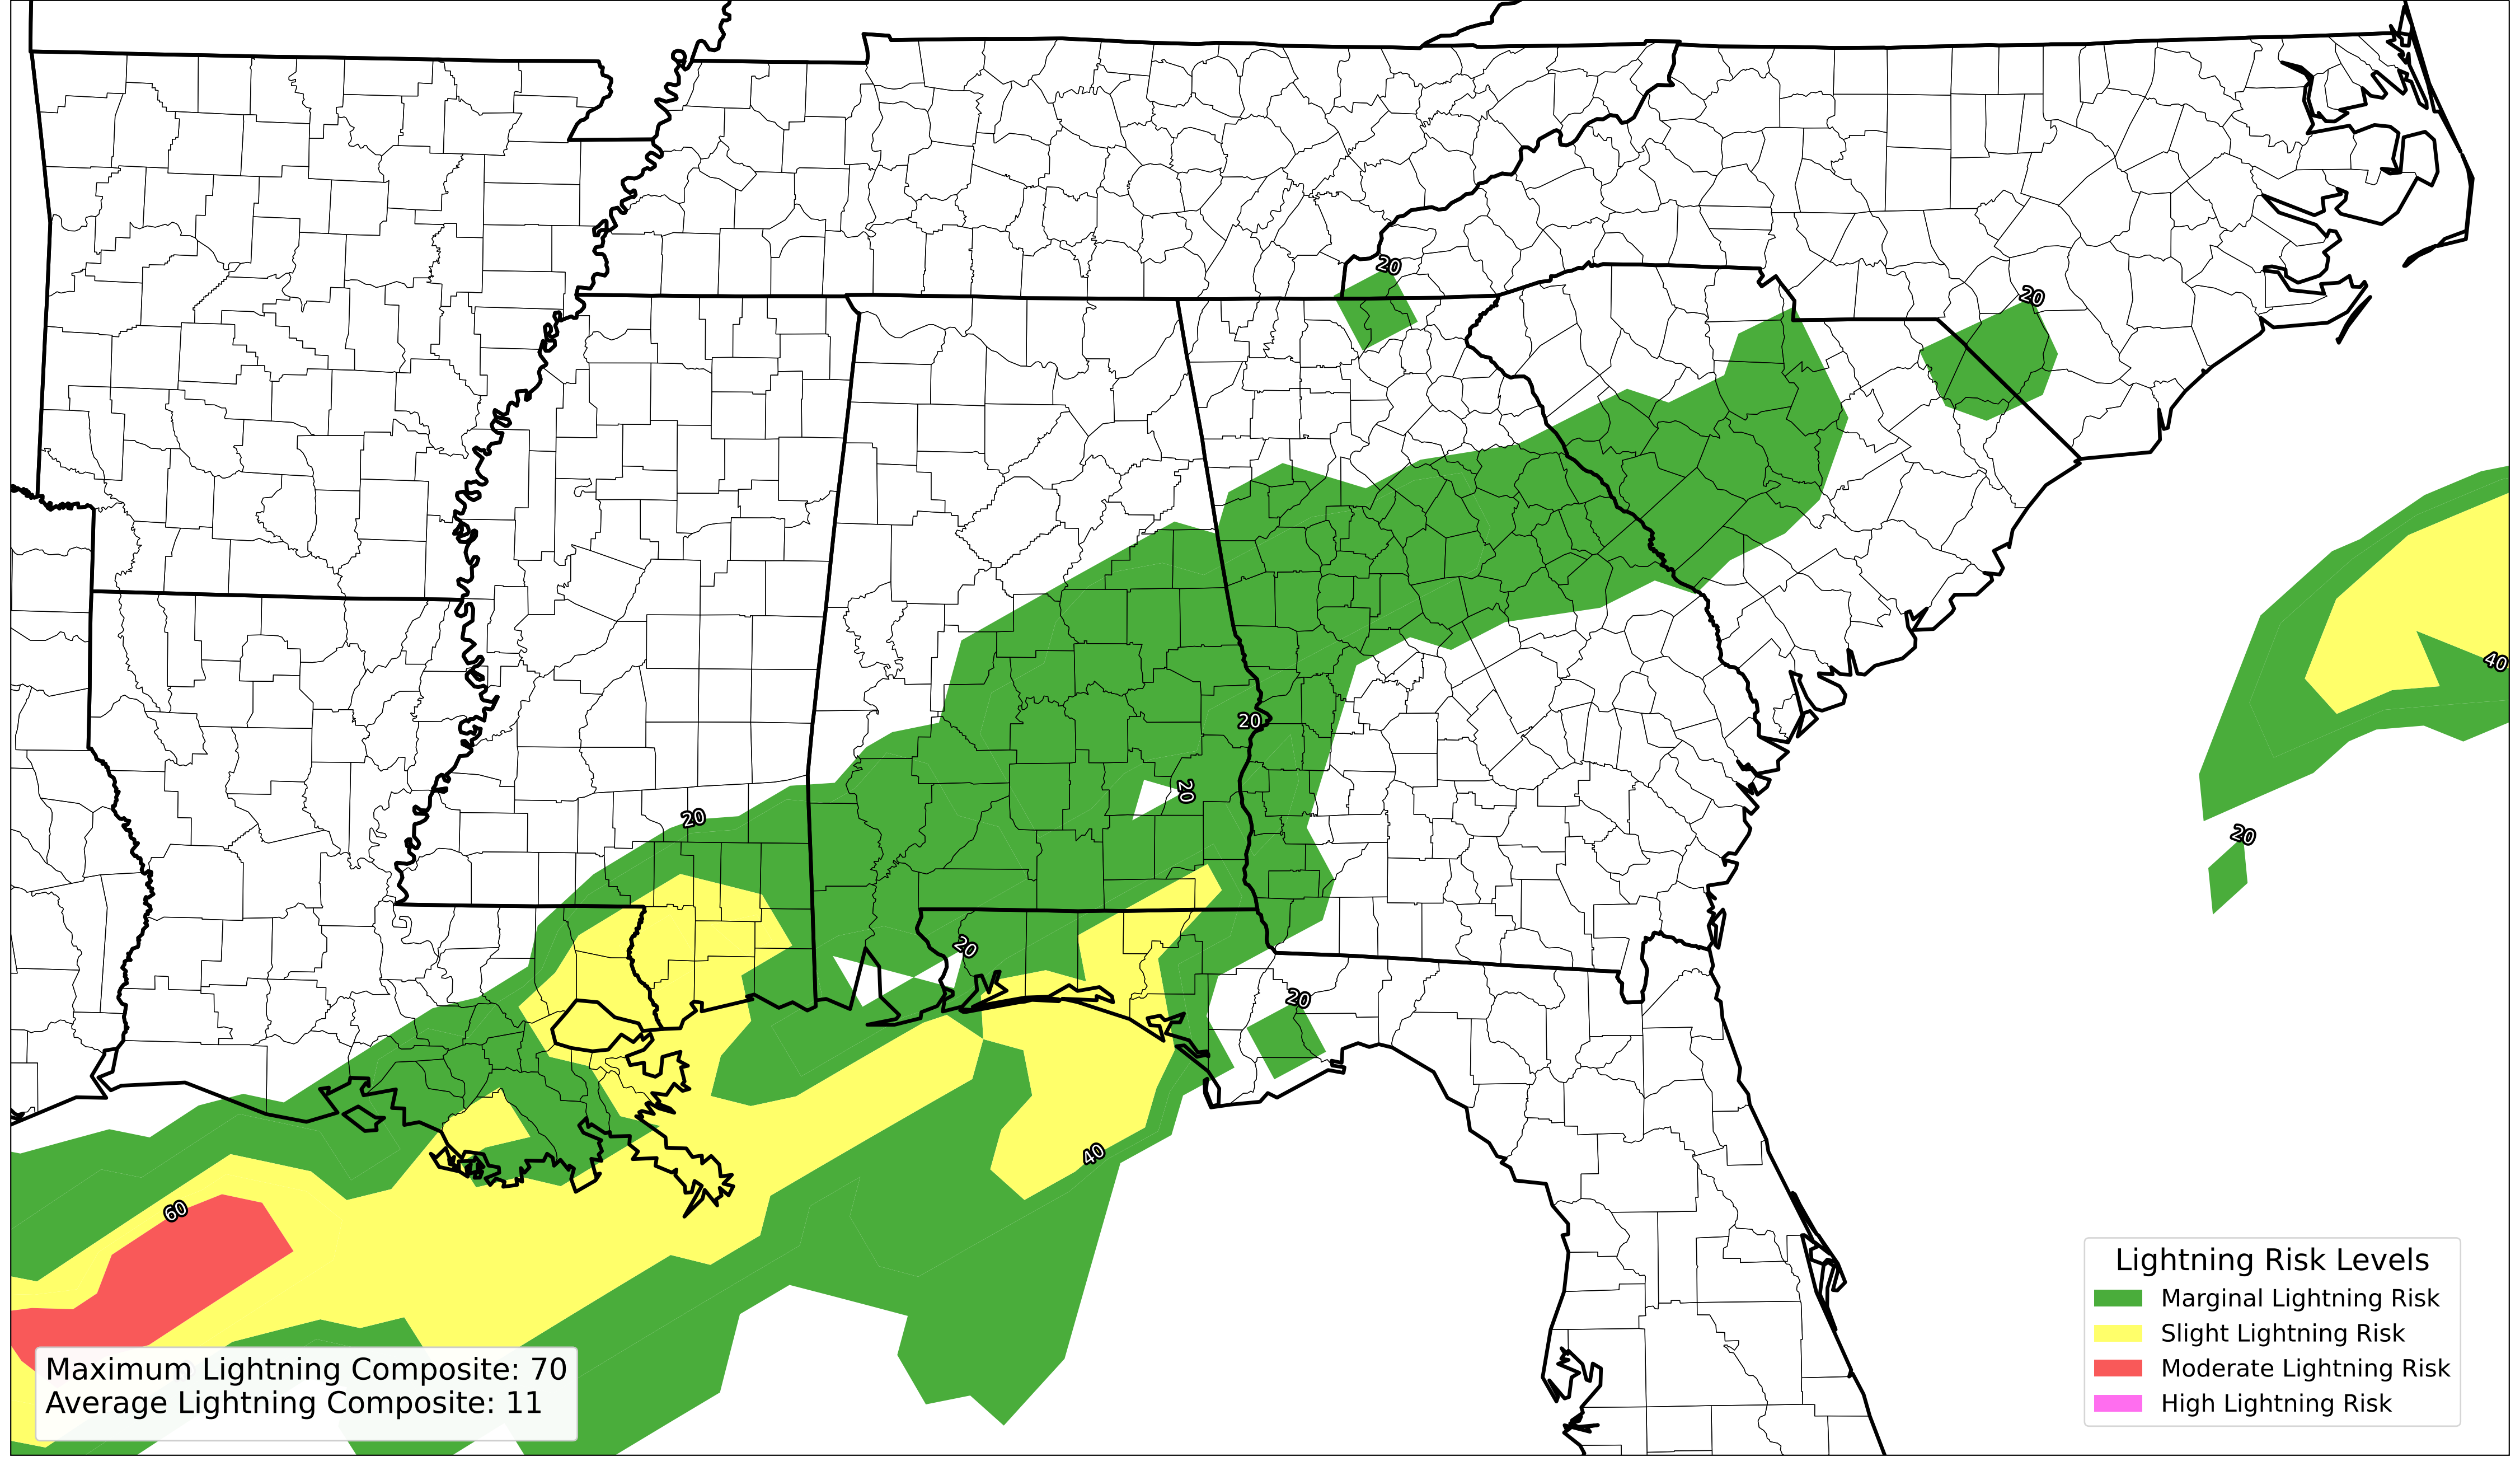 20
20
20
40
20
20
20
20
20
40
60
Lightning Risk Levels
Marginal Lightning Risk
Slight Lightning Risk
Moderate Lightning Risk
High Lightning Risk
Maximum Lightning Composite: 70
Average Lightning Composite: 11